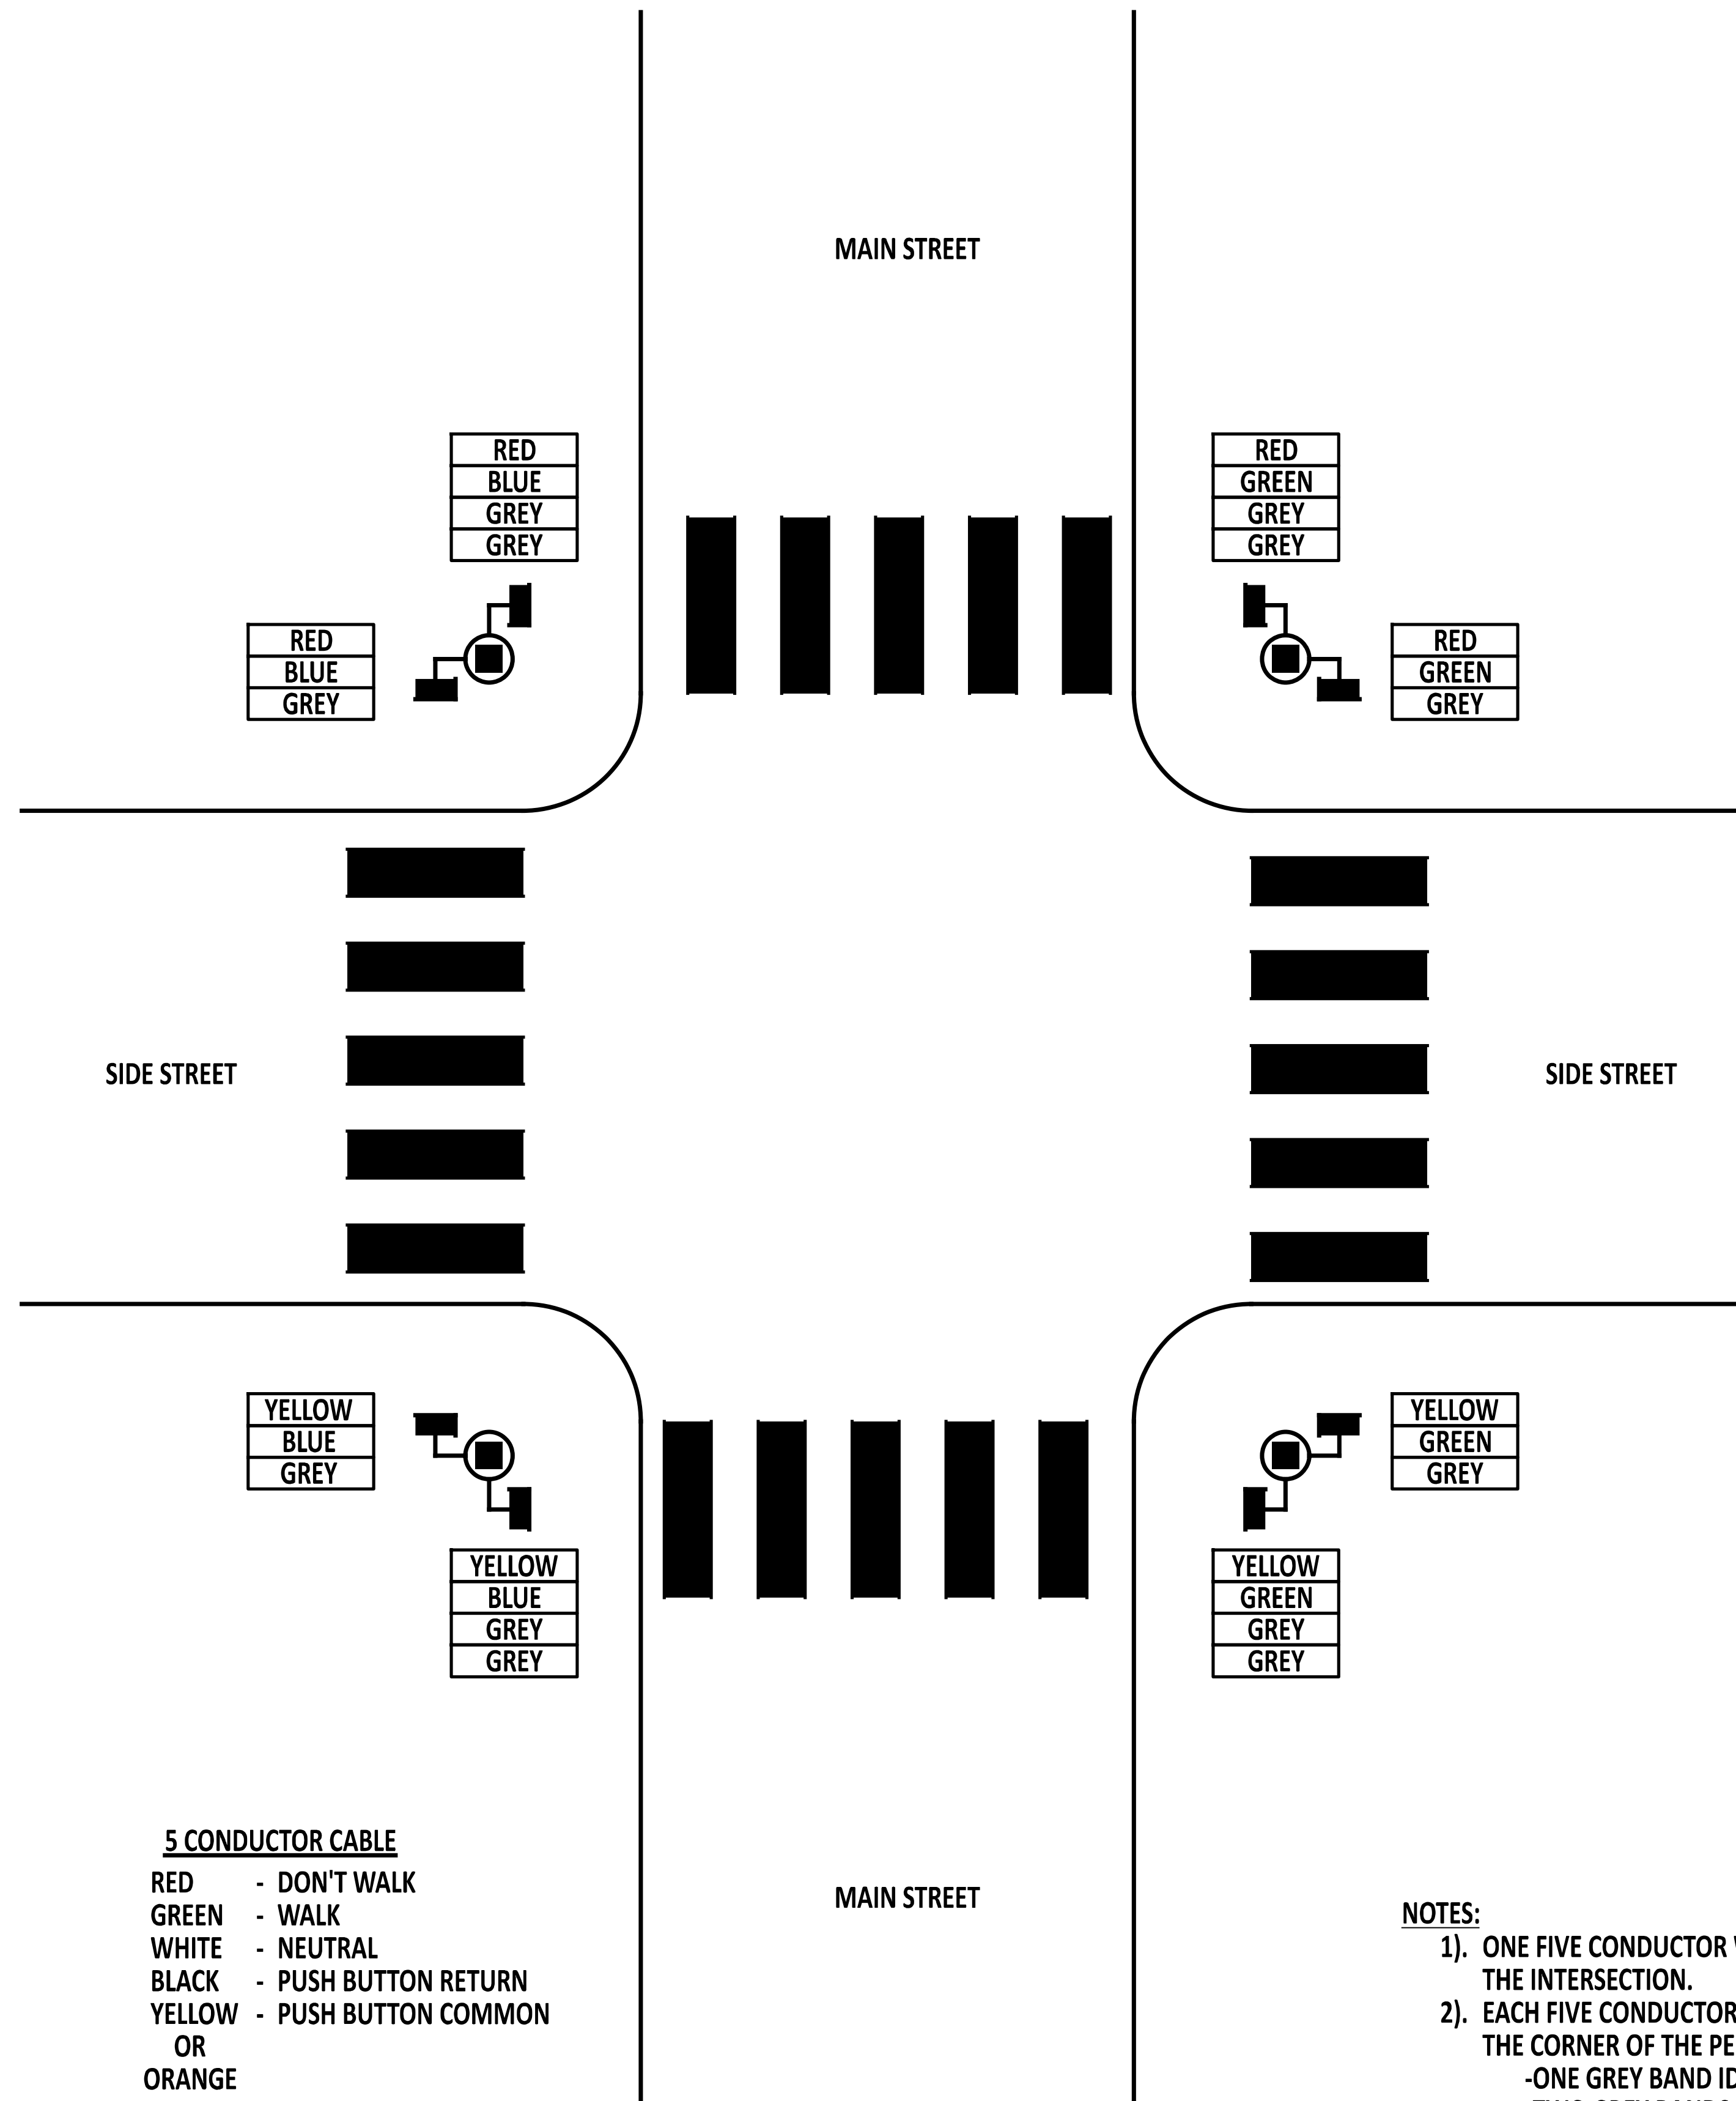 MAIN STREET
RED
BLUE
GREY
GREY
RED
GREEN
GREY
GREY
RED
BLUE
GREY
RED
GREEN
GREY
SIDE STREET
SIDE STREET
YELLOW
BLUE
GREY
YELLOW
GREEN
GREY
YELLOW
BLUE
GREY
GREY
YELLOW
GREEN
GREY
GREY
5 CONDUCTOR CABLE
RED - DON'T WALK
GREEN - WALK
WHITE - NEUTRAL
BLACK - PUSH BUTTON RETURN
YELLOW - PUSH BUTTON COMMON
OR
ORANGE
MAIN STREET
NOTES:
1). ONE FIVE CONDUCTOR
THE INTERSECTION.
2). EACH FIVE CONDUCTOR
THE CORNER OF THE PE
-ONE GREY BAND